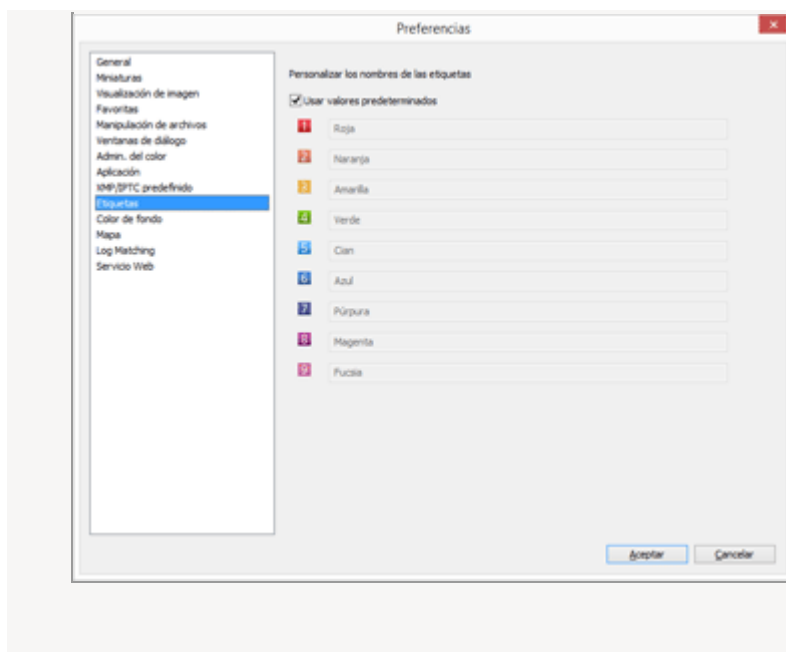 Preferencias
General
Miniaturas
Visualización de imagen
Favoritas
Manipulación de archivos
Ventanas de diálogo
Admin. del color
Aplicación
XMP/IPTC predefinido
Etiquetas
Color de fondo
Mapa
Log Matching
Servicio Web
Personalizar los nombres de las etiquetas
Usar valores predeterminados
1 Roja
2 Naranja
3 Amarilla
4 Verde
5 Cian
6 Azul
7 Púrpura
8 Magenta
9 Fucsia
Aceptar Cancelar